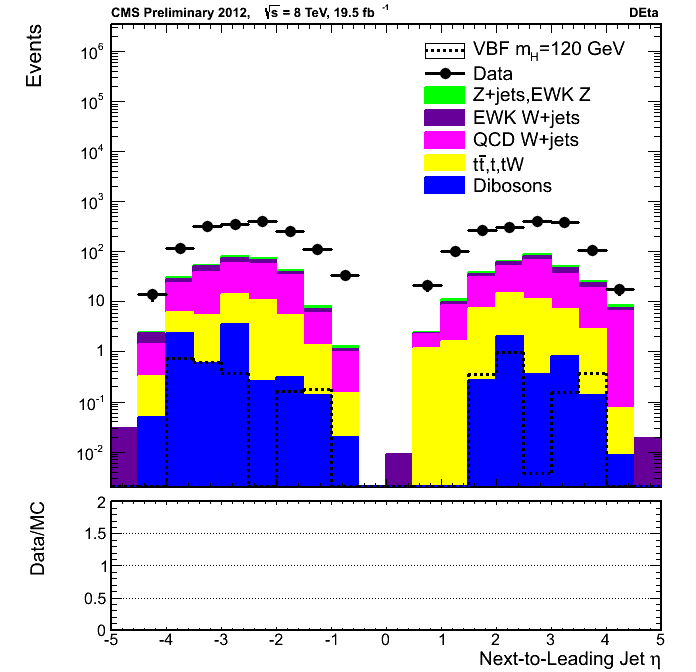 CMS Preliminary 2012, √s = 8 TeV, 19.5 fb⁻¹ DEta
Events
VBF m_H=120 GeV
Data
Z+jets,EWK Z
EWK W+jets
QCD W+jets
tt̄,t,tW
Dibosons
10⁶
10⁵
10⁴
10³
10²
10
1
10⁻¹
10⁻²
Data/MC
2
1.5
1
0.5
0
-5 -4 -3 -2 -1 0 1 2 3 4 5
Next-to-Leading Jet η